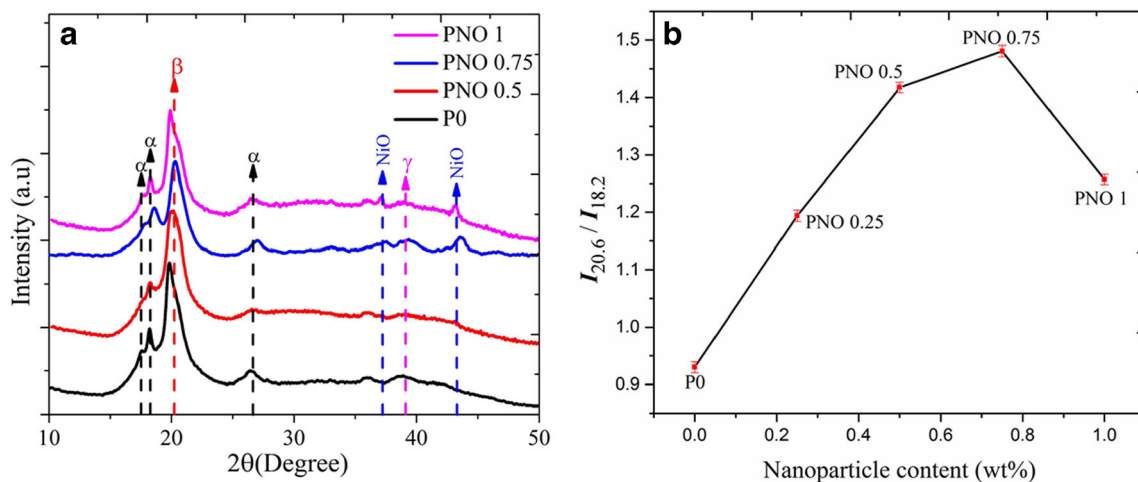 a
PNO 1
PNO 0.75
PNO 0.5
P0
α
α
β
α
NiO
γ
NiO
Intensity (a.u)
10
20
30
40
50
2θ(Degree)
b
1.5
1.4
1.3
1.2
1.1
1.0
0.9
PNO 0.75
PNO 0.5
PNO 0.25
PNO 1
P0
I20.6 / I18.2
0.0
0.2
0.4
0.6
0.8
1.0
Nanoparticle content (wt%)